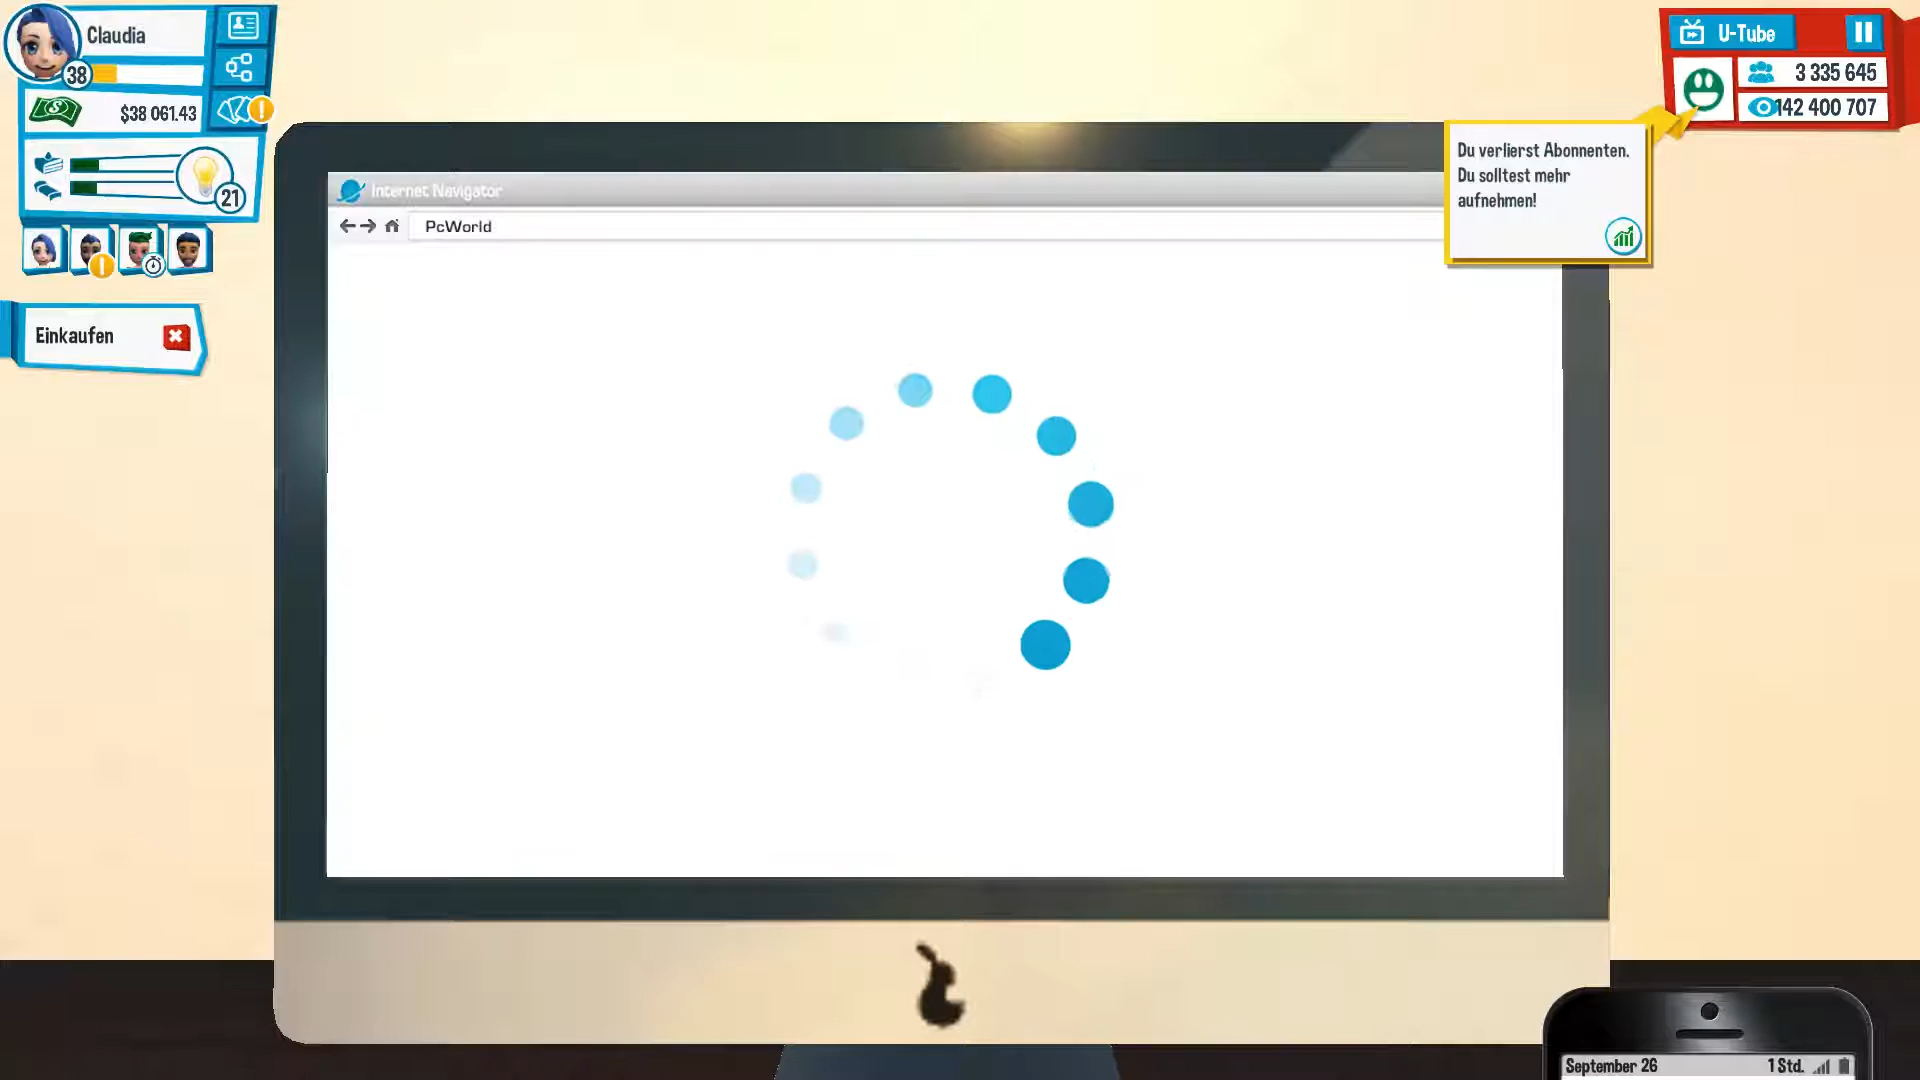 Claudia
38
$38 061.43
21
Einkaufen
Internet Navigator
PcWorld
U-Tube
3 335 645
142 400 707
Du verlierst Abonnenten.
Du solltest mehr
aufnehmen!
September 26
1 Std.